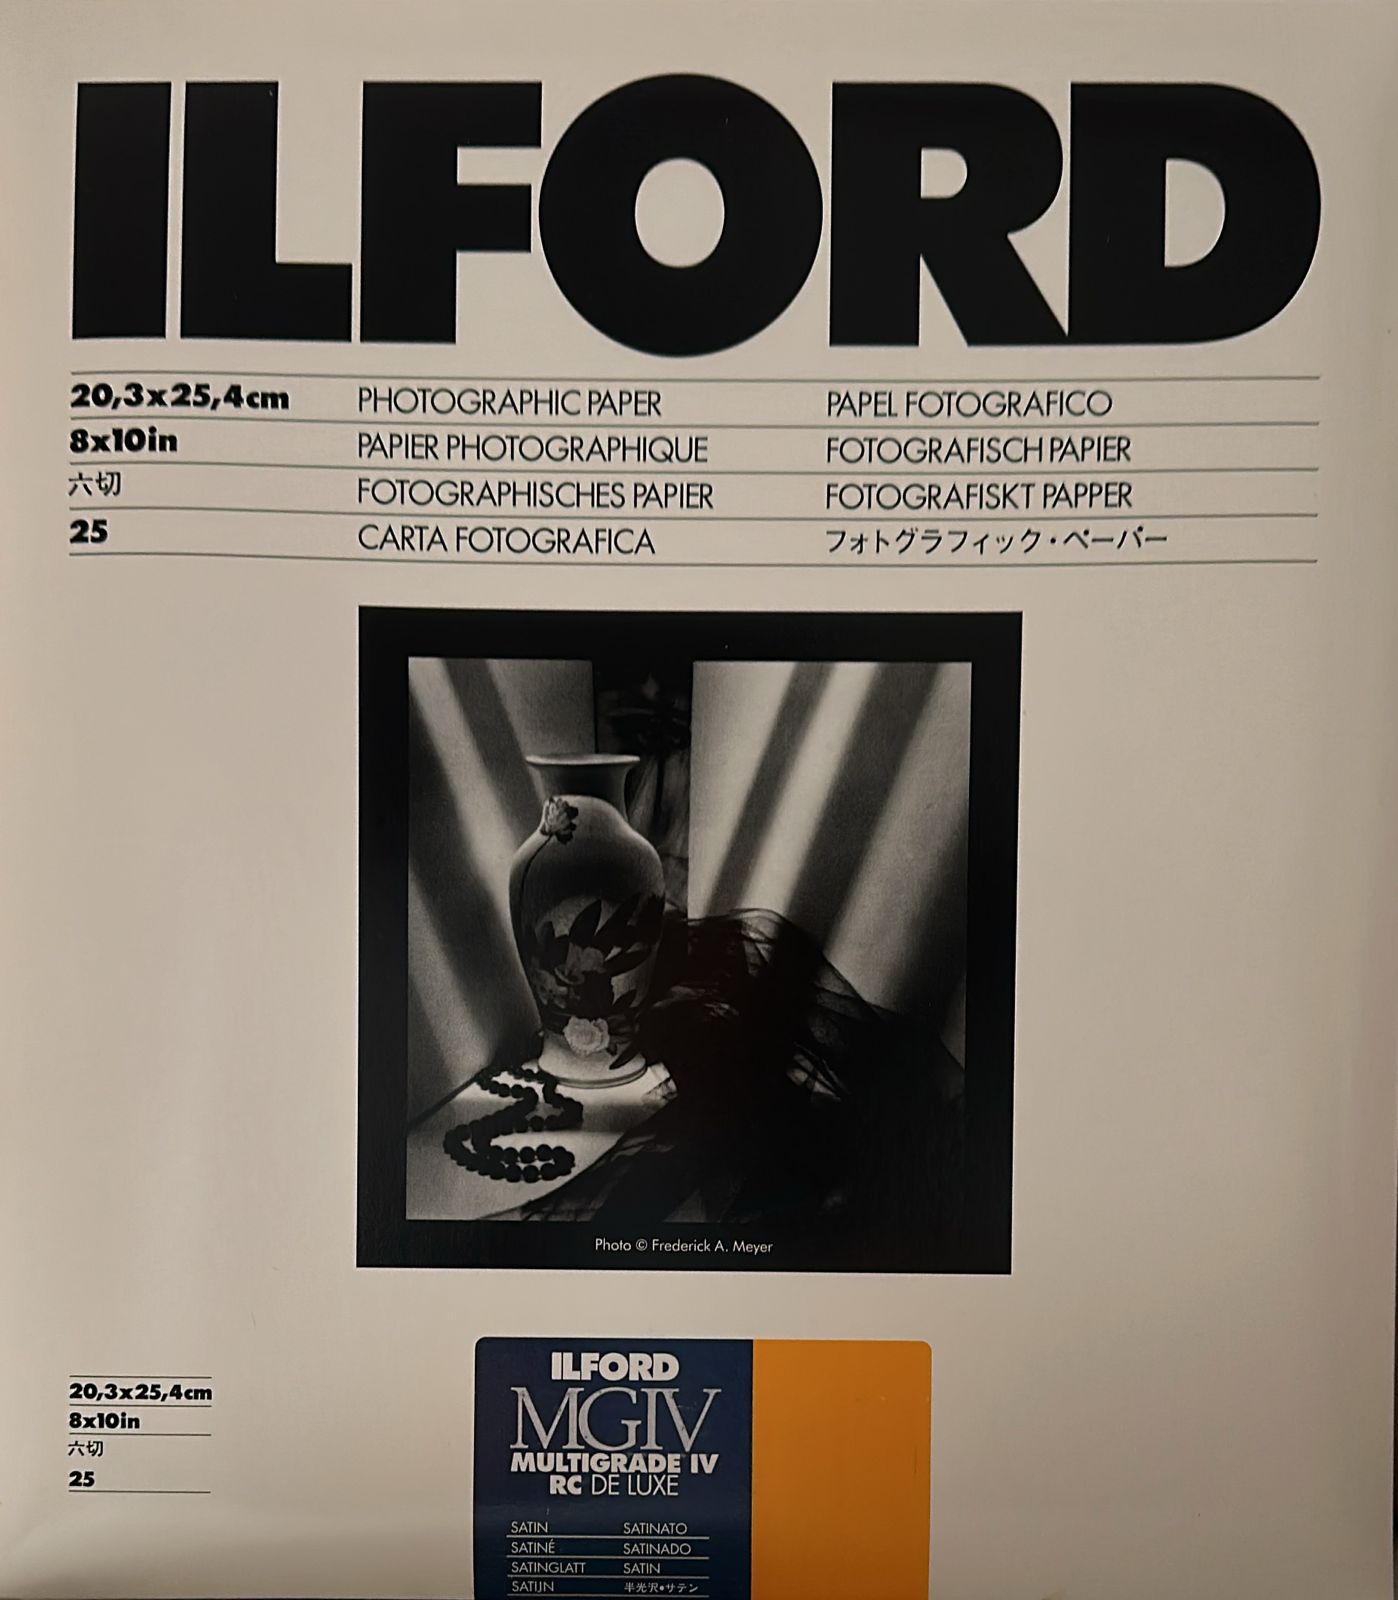 ILFORD
20,3x25,4cm PHOTOGRAPHIC PAPER PAPEL FOTOGRAFICO
8x10in PAPIER PHOTOGRAPHIQUE FOTOGRAFISCH PAPIER
六切 FOTOGRAPHISCHES PAPIER FOTOGRAFISKT PAPPER
25 CARTA FOTOGRAFICA フォトグラフィック・ペーパー
Photo © Frederick A. Meyer
20,3x25,4cm
8x10in
六切
25
ILFORD
MGIV
MULTIGRADE IV
RC DE LUXE
SATIN SATINATO
SATINÉ SATINADO
SATINGLATT SATIN
SATIJN 半光沢•サテン